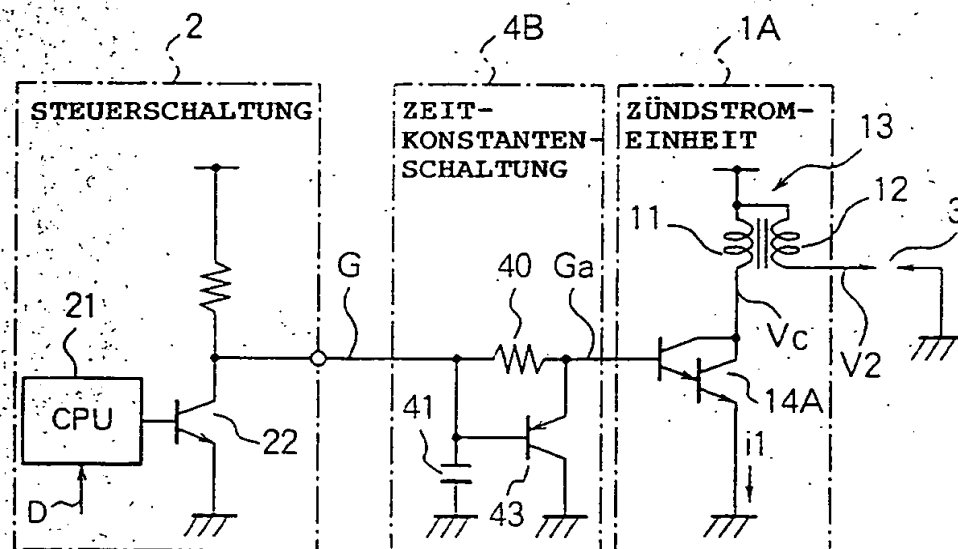 2
4B
1A
STEUERSCHALTUNG
ZEIT-
KONSTANTEN-
SCHALTUNG
ZÜNDSTROM-
EINHEIT
13
11
12
3
G
40
Ga
21
Vc
V2
CPU
22
41
14A
43
i1
D